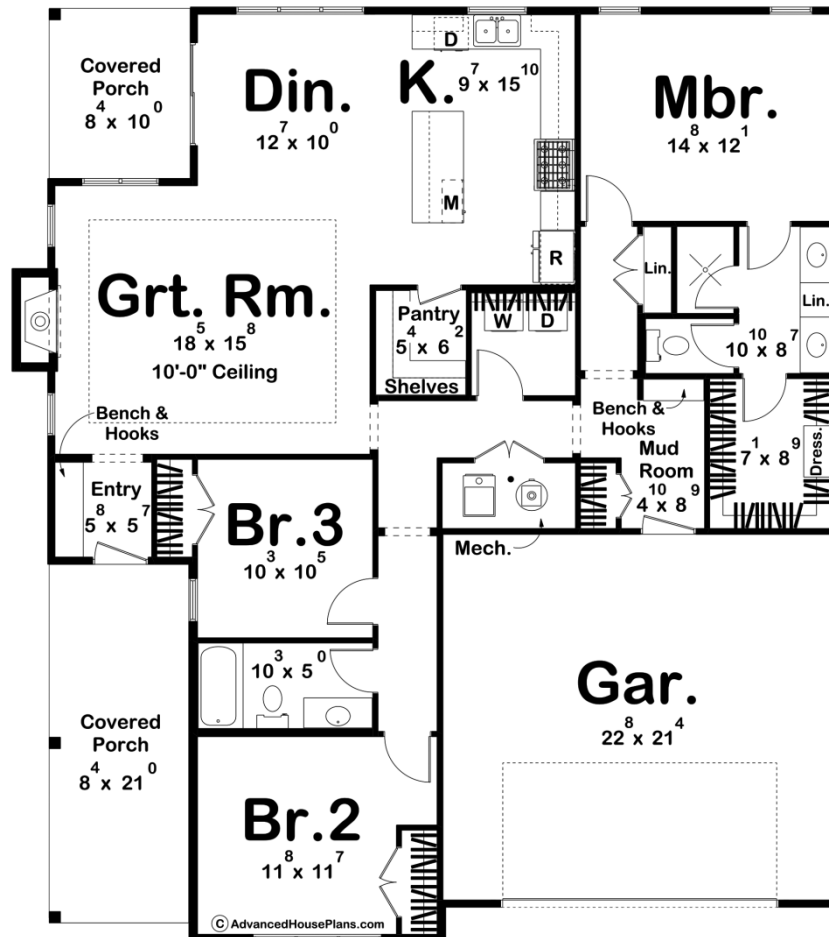 Covered
Porch
8⁴ x 10⁰
Din.
12⁷ x 10⁰
K.
9⁷ x 15¹⁰
D
M
R
Mbr.
14⁸ x 12¹
Grt. Rm.
18⁵ x 15⁸
10'-0" Ceiling
Pantry
5⁴ x 6²
Shelves
W
D
Lin.
Lin.
10¹⁰ x 8⁷
Bench &
Hooks
Entry
5⁸ x 5⁷
Br.3
10³ x 10⁵
Mech.
Bench &
Hooks
Mud
Room
4¹⁰ x 8⁹
7¹ x 8⁹
Dress.
10³ x 5⁰
Covered
Porch
8⁴ x 21⁰
Gar.
22⁸ x 21⁴
Br.2
11⁸ x 11⁷
© AdvancedHousePlans.com